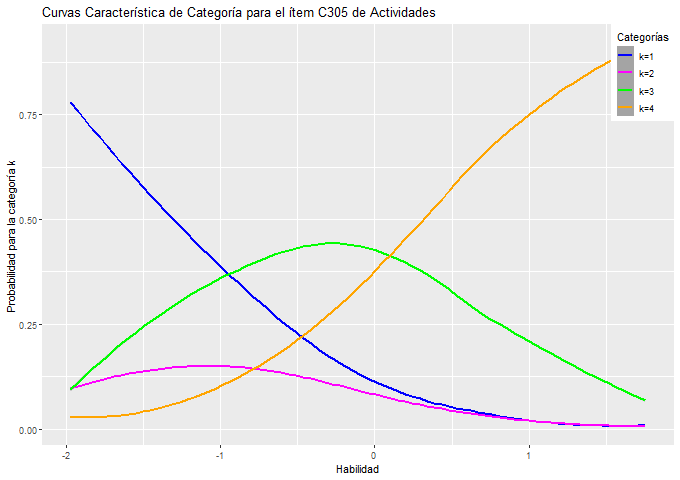 Curvas Característica de Categoría para el ítem C305 de Actividades
Categorías
k=1
k=2
k=3
k=4
Probabilidad para la categoría k
0.75
0.50
0.25
0.00
-2
-1
0
1
Habilidad